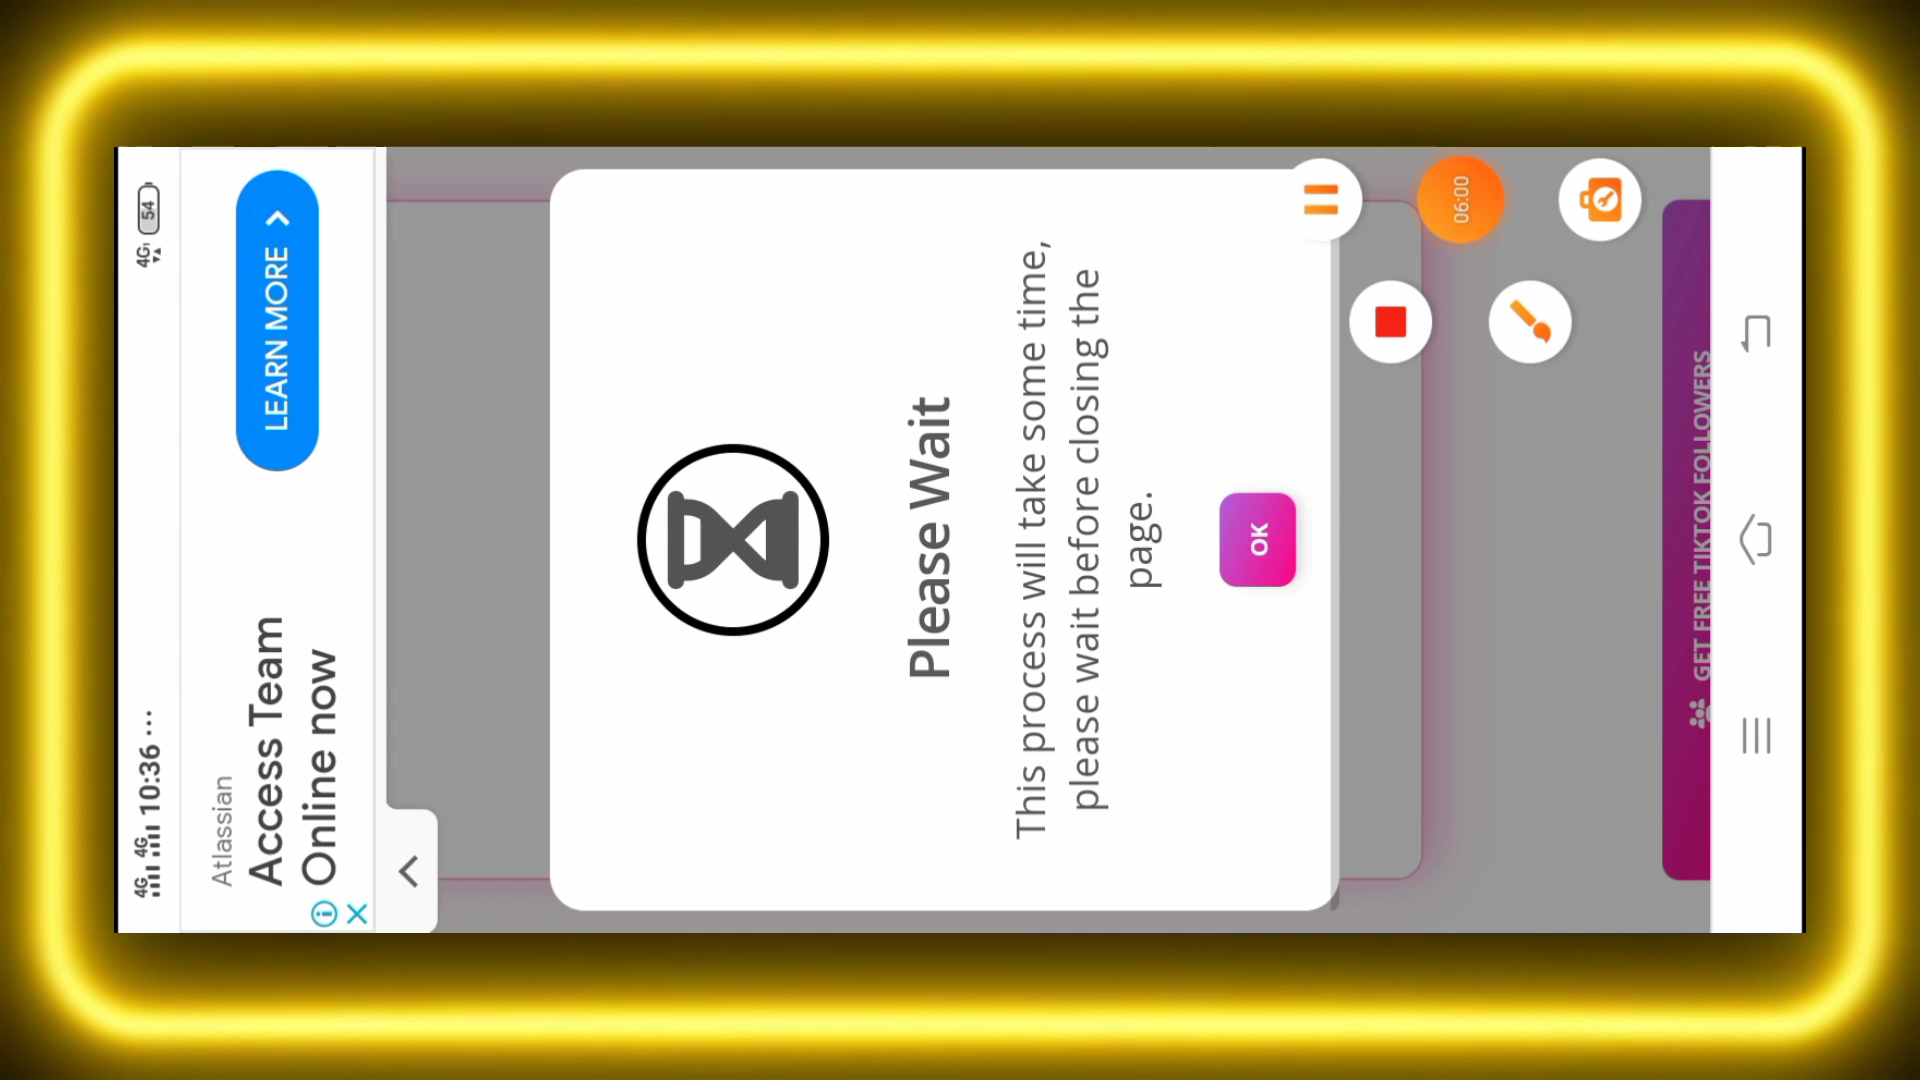 4G 4G 10:36 ...
4G 54
Atlassian
Access Team
Online now
LEARN MORE
Please Wait
This process will take some time,
please wait before closing the
page.
OK
06:00
GET FREE TIKTOK FOLLOWERS